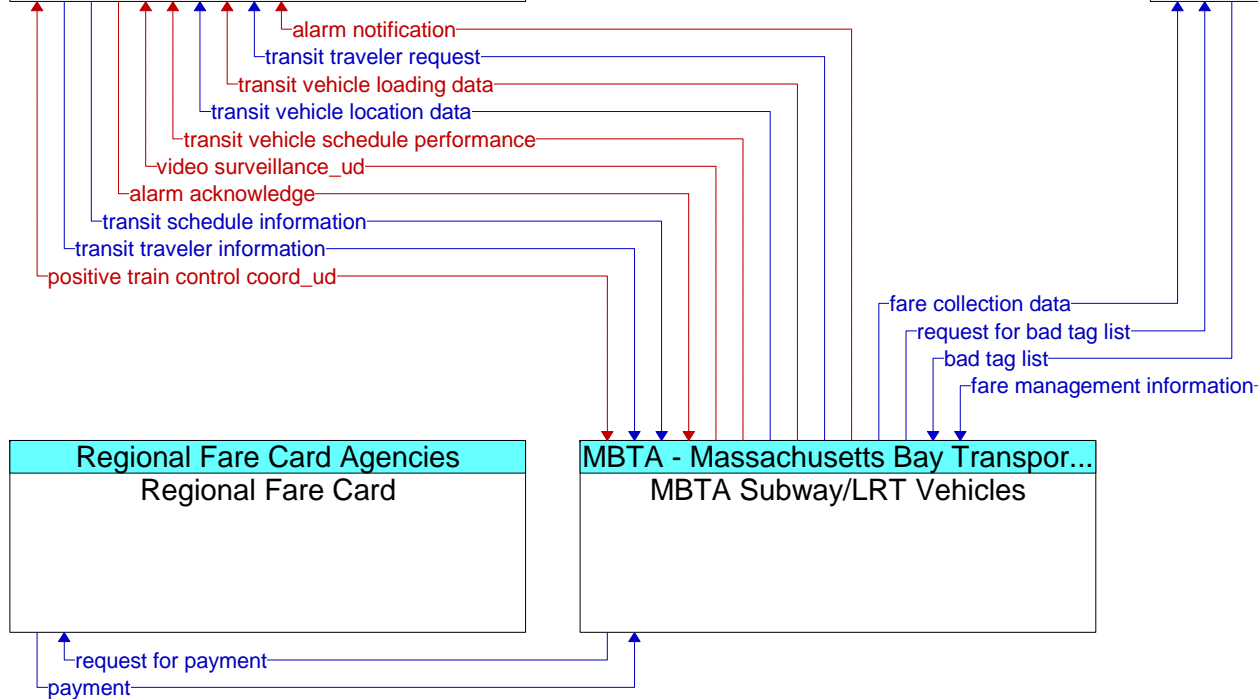 alarm notification
transit traveler request
transit vehicle loading data
transit vehicle location data
transit vehicle schedule performance
video surveillance_ud
alarm acknowledge
transit schedule information
transit traveler information
positive train control coord_ud
fare collection data
request for bad tag list
bad tag list
fare management information
Regional Fare Card Agencies
Regional Fare Card
MBTA - Massachusetts Bay Transpor...
MBTA Subway/LRT Vehicles
request for payment
payment